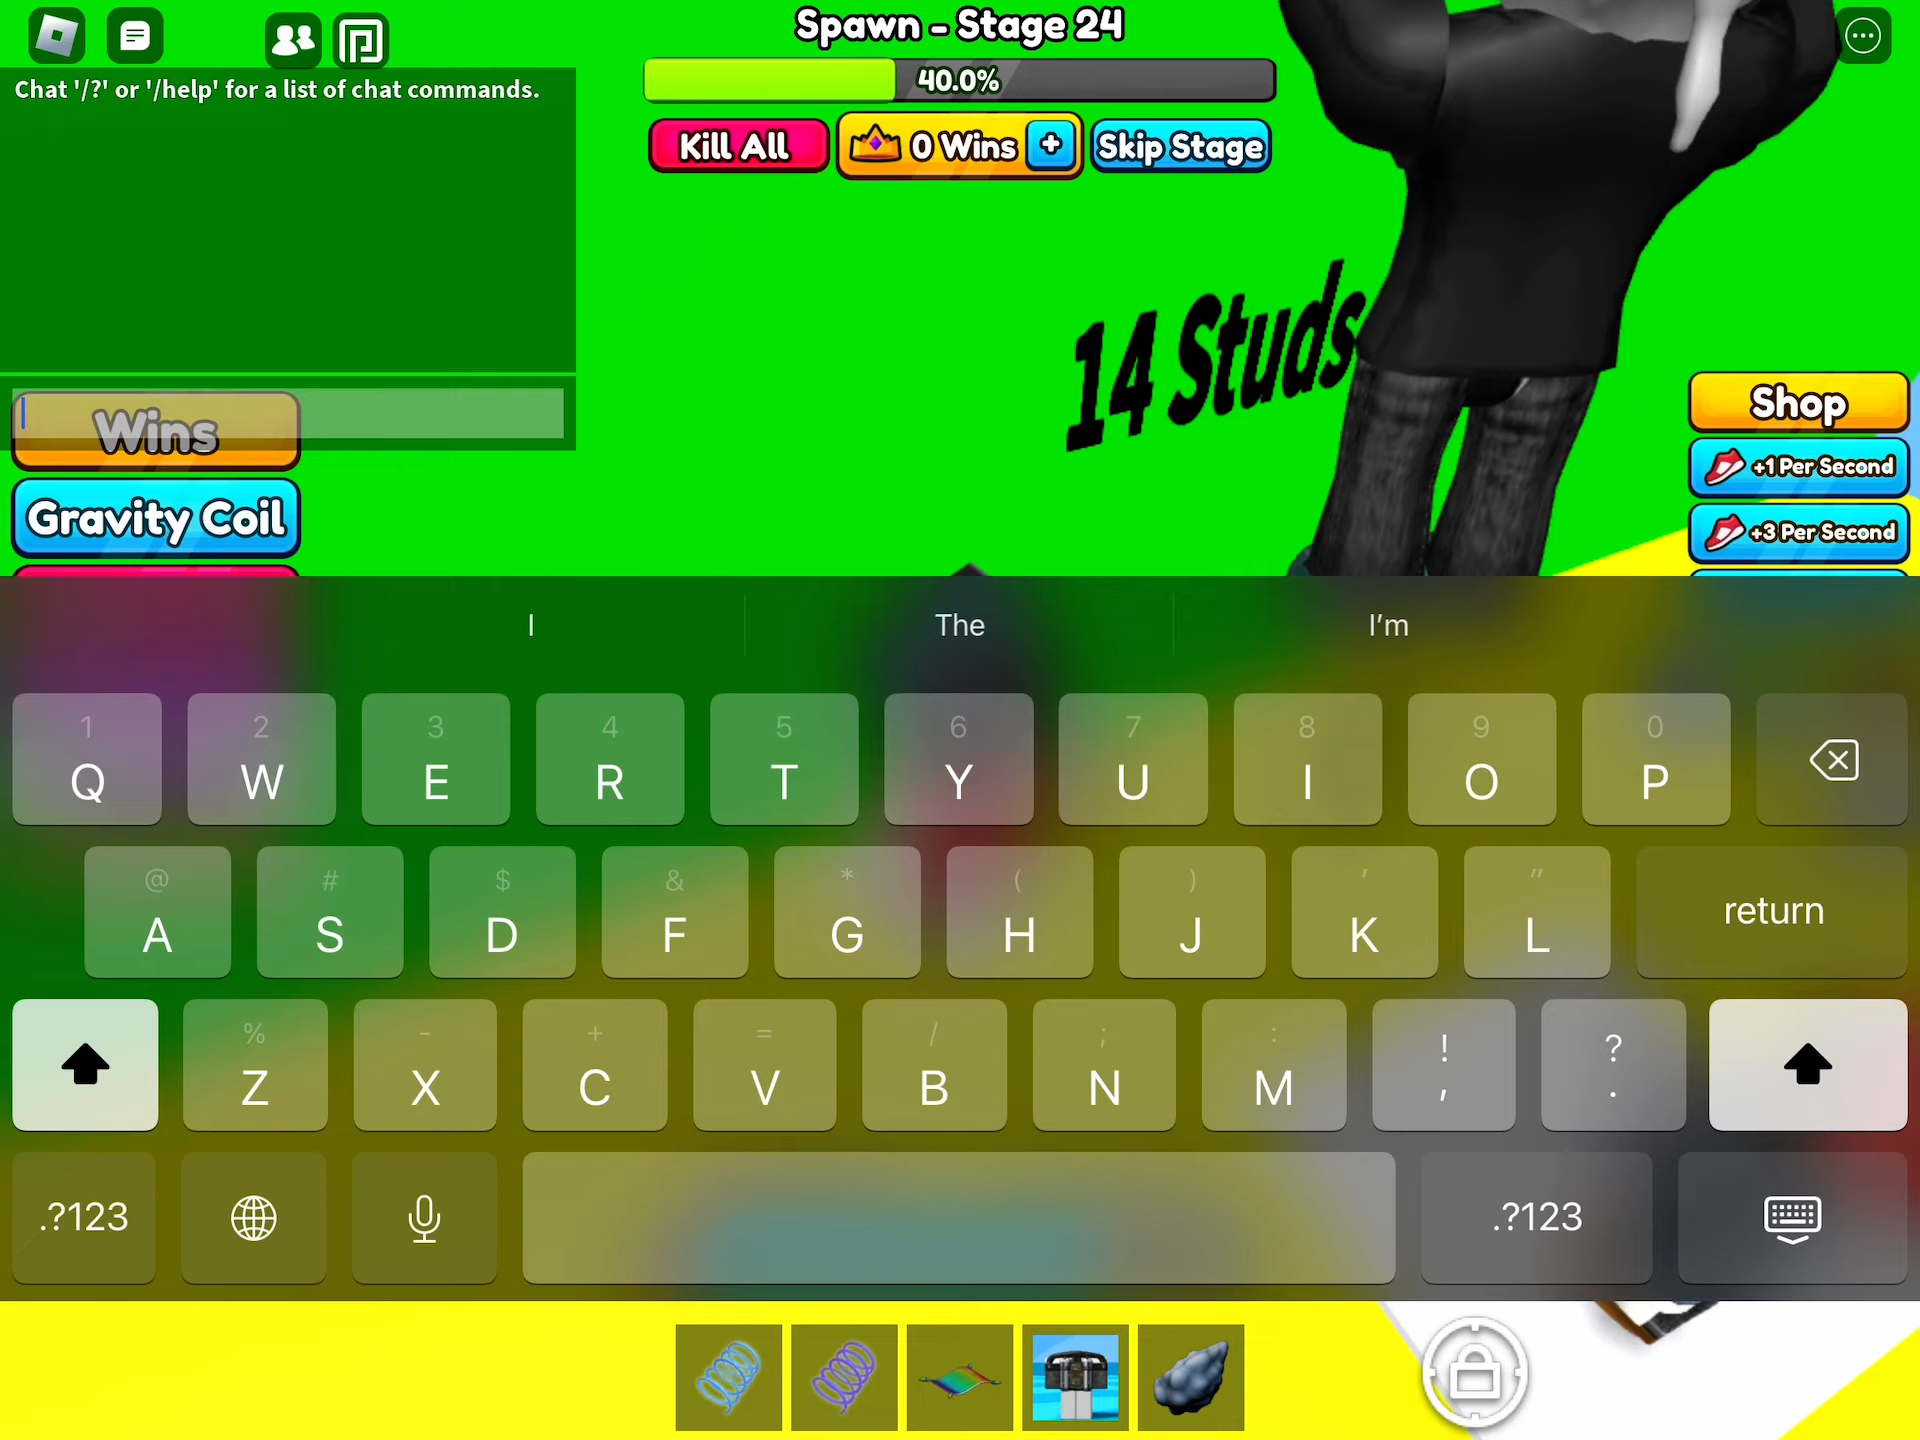 Spawn - Stage 24
Chat '/?' or '/help' for a list of chat commands.
40.0%
Kill All
0 Wins +
Skip Stage
14 Studs
Wins
Shop
+1 Per Second
Gravity Coil
+3 Per Second
I The I'm
1 2 3 4 5 6 7 8 9 0
Q W E R T Y U I O P
@ # $ & * ( ) ' "
A S D F G H J K L return
% - + = / ; : ! ?
Z X C V B N M , .
.?123 .?123